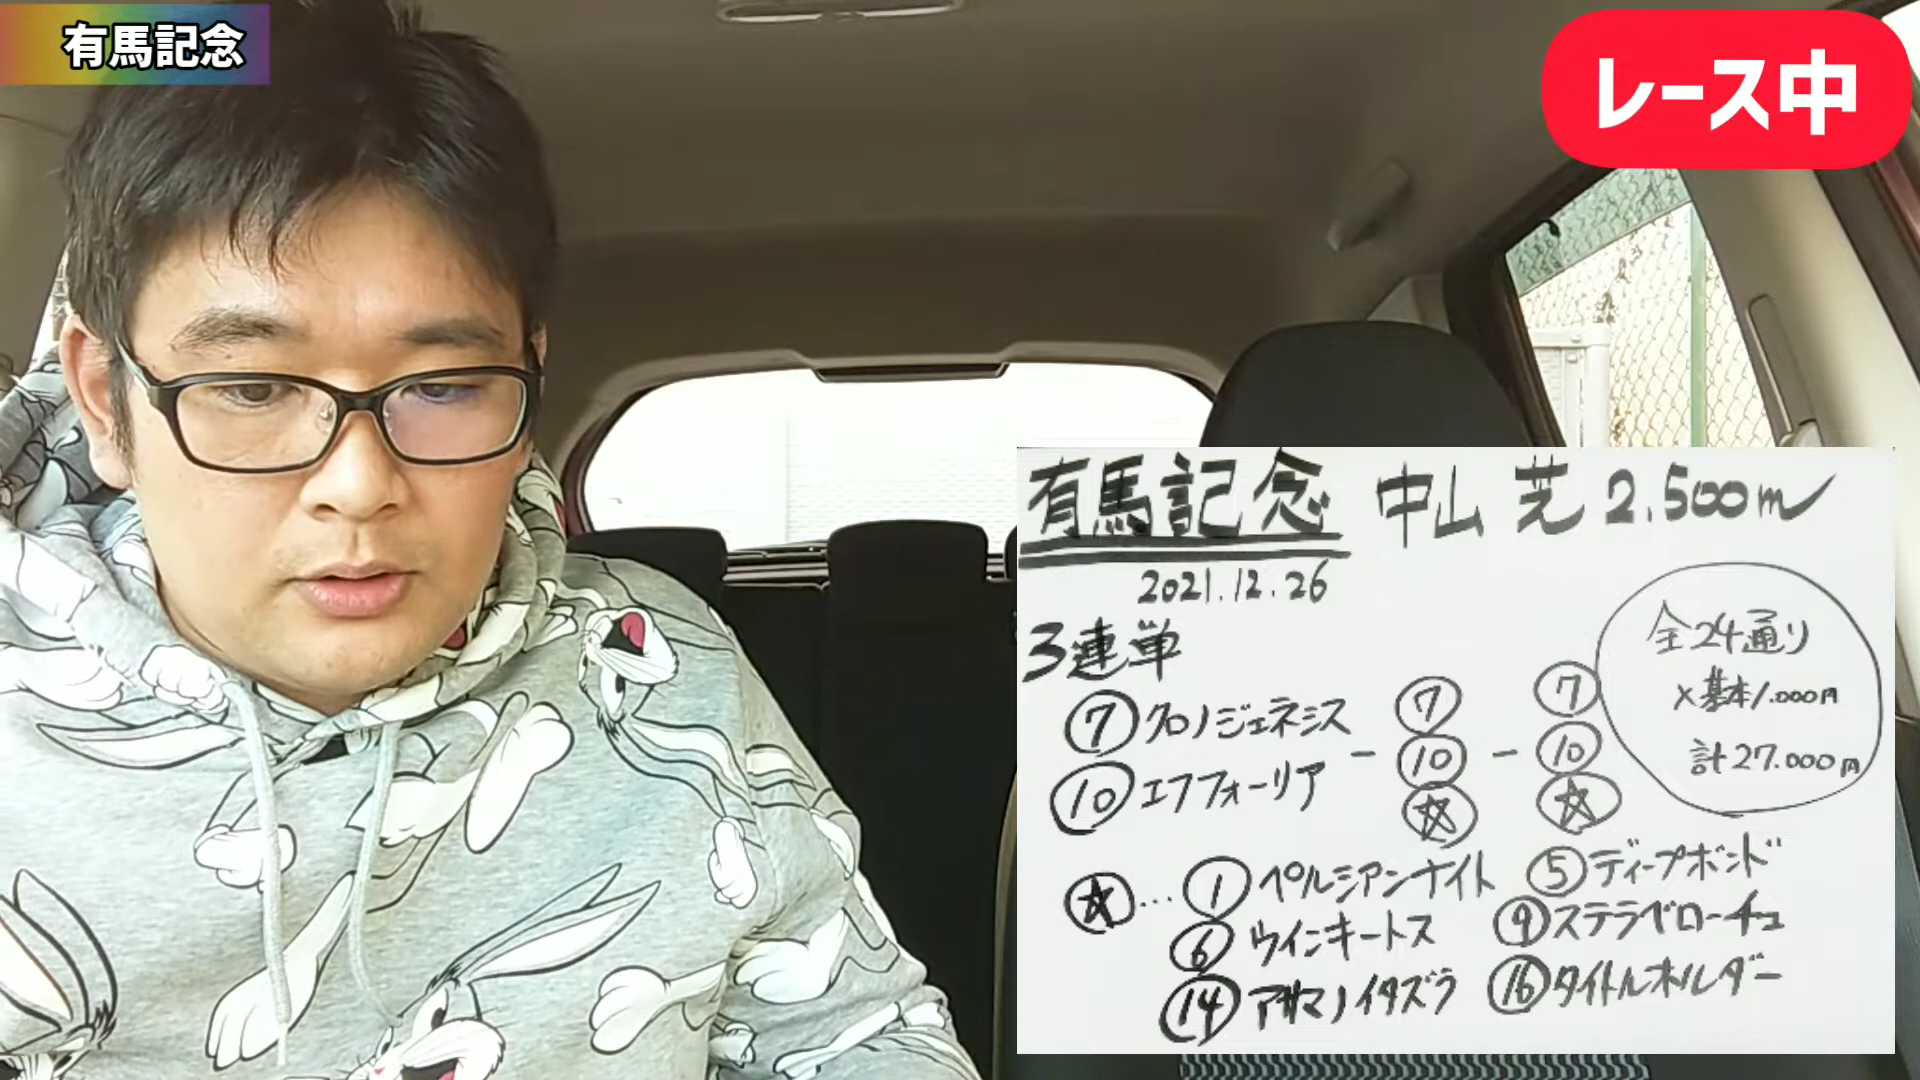 有馬記念
レース中
有馬記念 中山 芝 2.500m
2021.12.26
3連単
⑦クロノジェネシス
⑩エフフォーリア
- ⑦ ⑩ ☆ - ⑦ ⑩ ☆
全24通り
×基本1.000円
計27.000円
☆…①ペルシアンナイト ⑤ディープボンド
⑥ウインキートス ⑨ステラベローチェ
⑭アサマノイタズラ ⑯タイトルホルダー